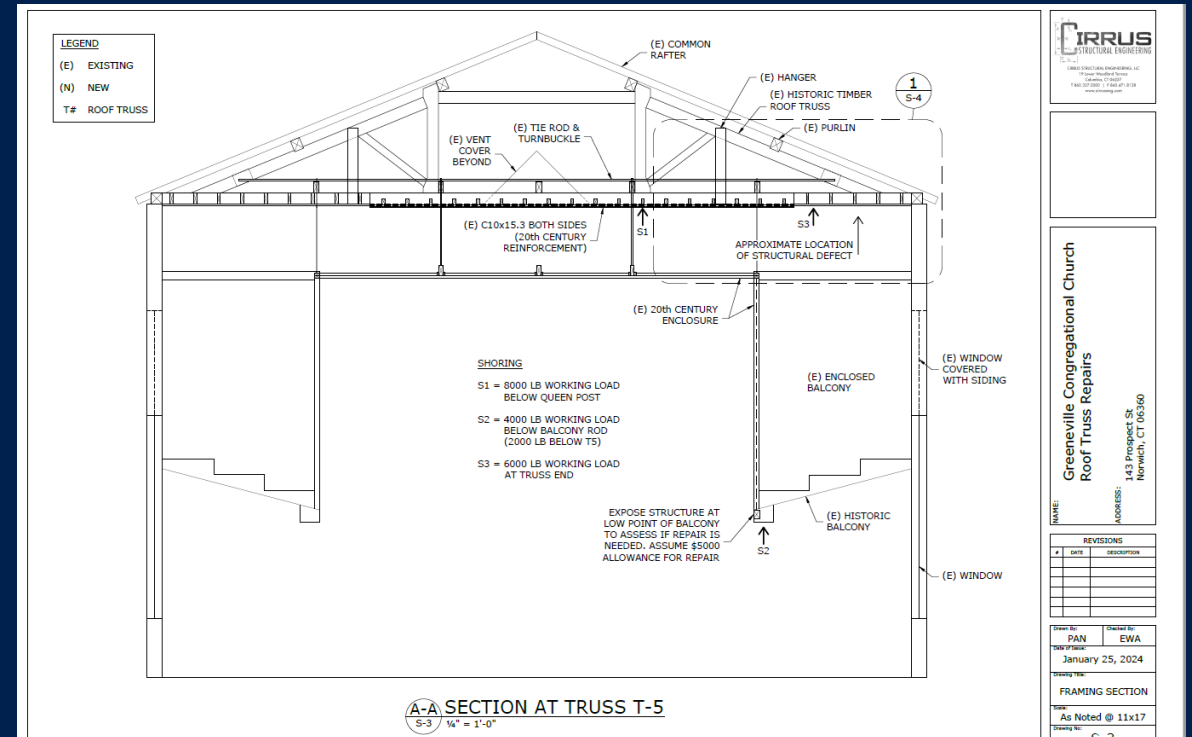 LEGEND
(E) EXISTING
(N) NEW
T# ROOF TRUSS
(E) COMMON
RAFTER
(E) HANGER
(E) HISTORIC TIMBER
ROOF TRUSS
1
S-4
(E) PURLIN
(E) TIE ROD &
TURNBUCKLE
(E) VENT
COVER
BEYOND
(E) C10x15.3 BOTH SIDES
(20th CENTURY
REINFORCEMENT)
S1
S3
APPROXIMATE LOCATION
OF STRUCTURAL DEFECT
(E) 20th CENTURY
ENCLOSURE
SHORING
S1 = 8000 LB WORKING LOAD
BELOW QUEEN POST
S2 = 4000 LB WORKING LOAD
BELOW BALCONY ROD
(2000 LB BELOW T5)
S3 = 6000 LB WORKING LOAD
AT TRUSS END
(E) ENCLOSED
BALCONY
(E) WINDOW
COVERED
WITH SIDING
EXPOSE STRUCTURE AT
LOW POINT OF BALCONY
TO ASSESS IF REPAIR IS
NEEDED. ASSUME $5000
ALLOWANCE FOR REPAIR
(E) HISTORIC
BALCONY
S2
(E) WINDOW
A-A
S-3
SECTION AT TRUSS T-5
¼" = 1'-0"
CIRRUS
STRUCTURAL ENGINEERING
CIRRUS STRUCTURAL ENGINEERING, LLC
Columbia, CT 06237
NAME:
Greeneville Congregational Church
Roof Truss Repairs
ADDRESS:
143 Prospect St
Norwich, CT 06360
REVISIONS
# DATE DESCRIPTION
Drawn By:
PAN
Checked By:
EWA
Date of Issue:
January 25, 2024
Drawing Title:
FRAMING SECTION
Scale:
As Noted @ 11x17
Drawing No: